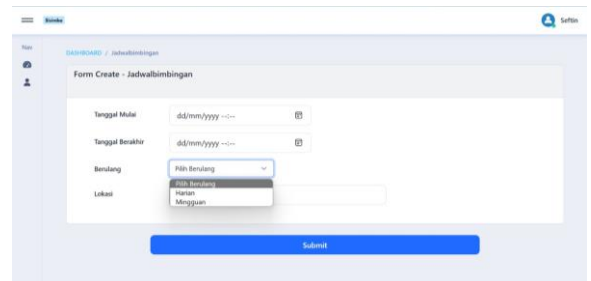 Softin
Nav
DASHBOARD / Jadwalbimbingan
Form Create - Jadwalbimbingan
Tanggal Mulai
dd/mm/yyyy --:--
Tanggal Berakhir
dd/mm/yyyy --:--
Berulang
Pilih Berulang
Pilih Berulang
Harian
Mingguan
Lokasi
Submit